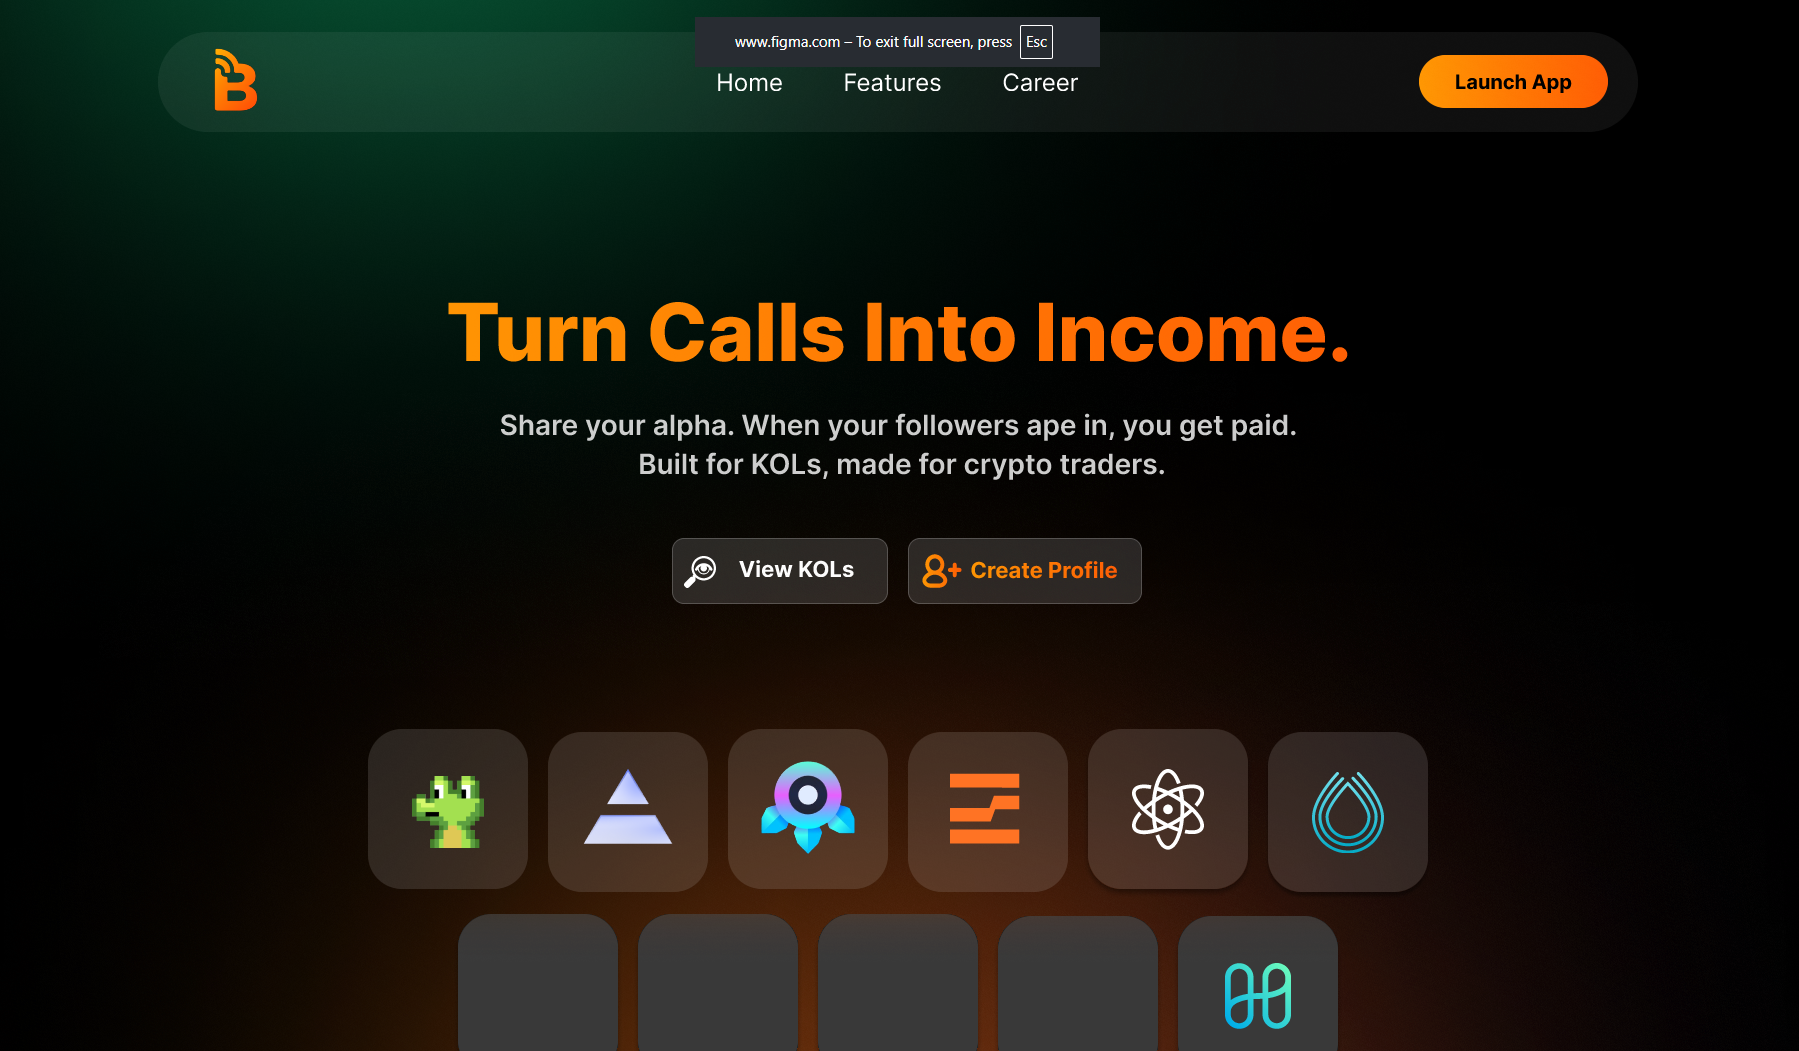 www.figma.com – To exit full screen, press Esc
Home Features Career
Launch App
Turn Calls Into Income.
Share your alpha. When your followers ape in, you get paid.
Built for KOLs, made for crypto traders.
View KOLs
Create Profile